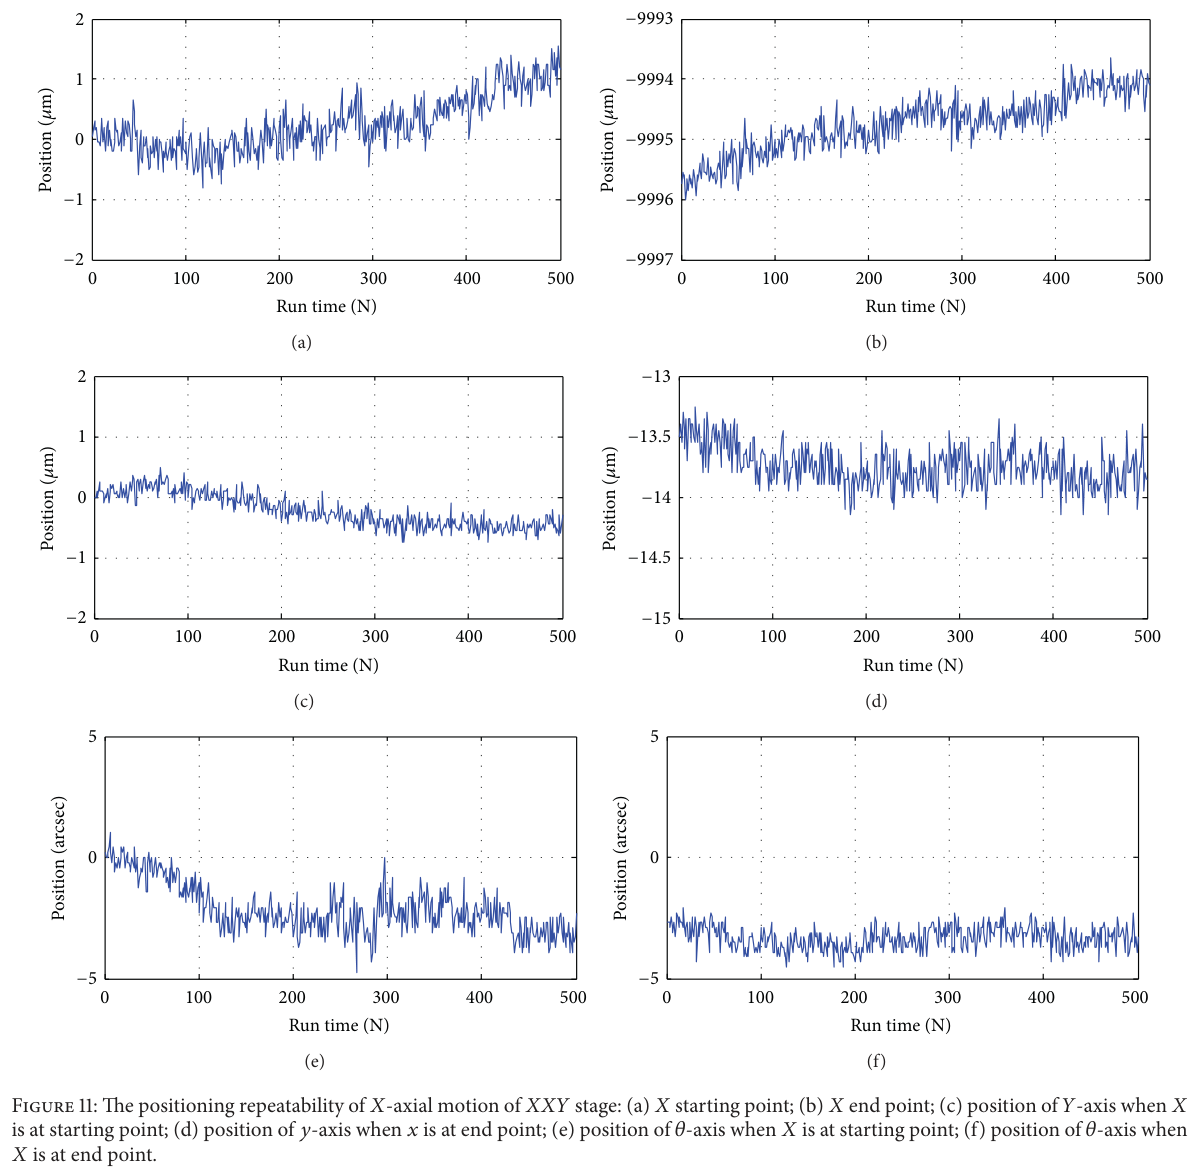 2
1
0
−1
−2
Position (μm)
0 100 200 300 400 500
Run time (N)
(a)
−9993
−9994
−9995
−9996
−9997
Position (μm)
0 100 200 300 400 500
Run time (N)
(b)
2
1
0
−1
−2
Position (μm)
0 100 200 300 400 500
Run time (N)
(c)
−13
−13.5
−14
−14.5
−15
Position (μm)
0 100 200 300 400 500
Run time (N)
(d)
5
0
−5
Position (arcsec)
0 100 200 300 400 500
Run time (N)
(e)
5
0
−5
Position (arcsec)
0 100 200 300 400 500
Run time (N)
(f)
Figure 11: The positioning repeatability of X-axial motion of XXY stage: (a) X starting point; (b) X end point; (c) position of Y-axis when X
is at starting point; (d) position of y-axis when x is at end point; (e) position of θ-axis when X is at starting point; (f) position of θ-axis when
X is at end point.